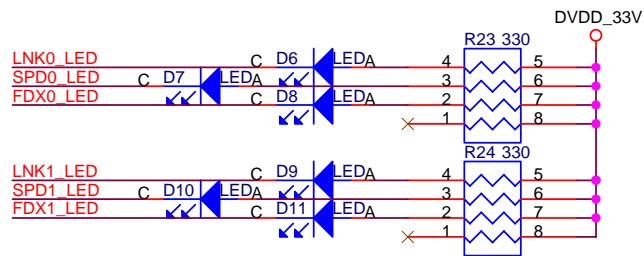 DVDD_33V
R23 330
LNK0_LED C D6 LED A 4 5
SPD0_LED C D7 LED A 3 6
FDX0_LED C D8 LED A 2 7
1 8
R24 330
LNK1_LED C D9 LED A 4 5
SPD1_LED C D10 LED A 3 6
FDX1_LED C D11 LED A 2 7
1 8